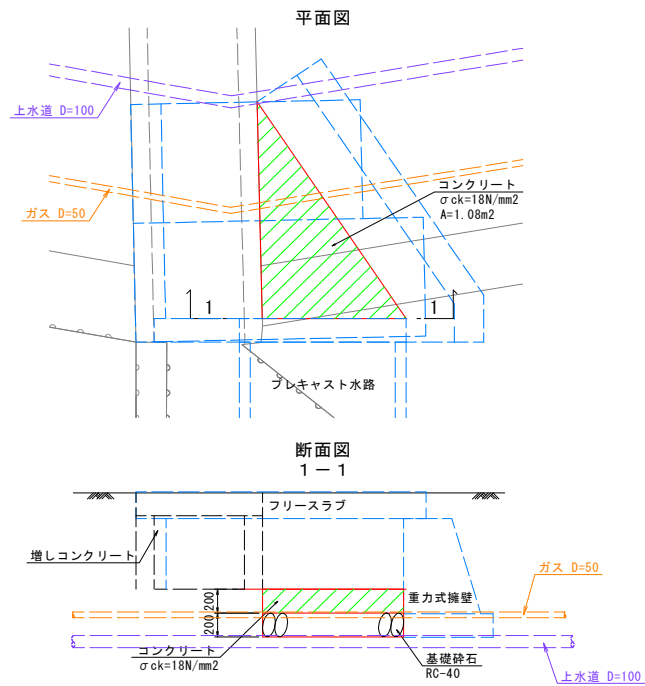 平面図
上水道 D=100
コンクリート
σck=18N/mm2
A=1.08m2
ガス D=50
1
1
プレキャスト水路
断面図
1－1
フリースラブ
増しコンクリート
ガス D=50
200
重力式擁壁
200
コンクリート
σck=18N/mm2
基礎砕石
RC-40
上水道 D=100